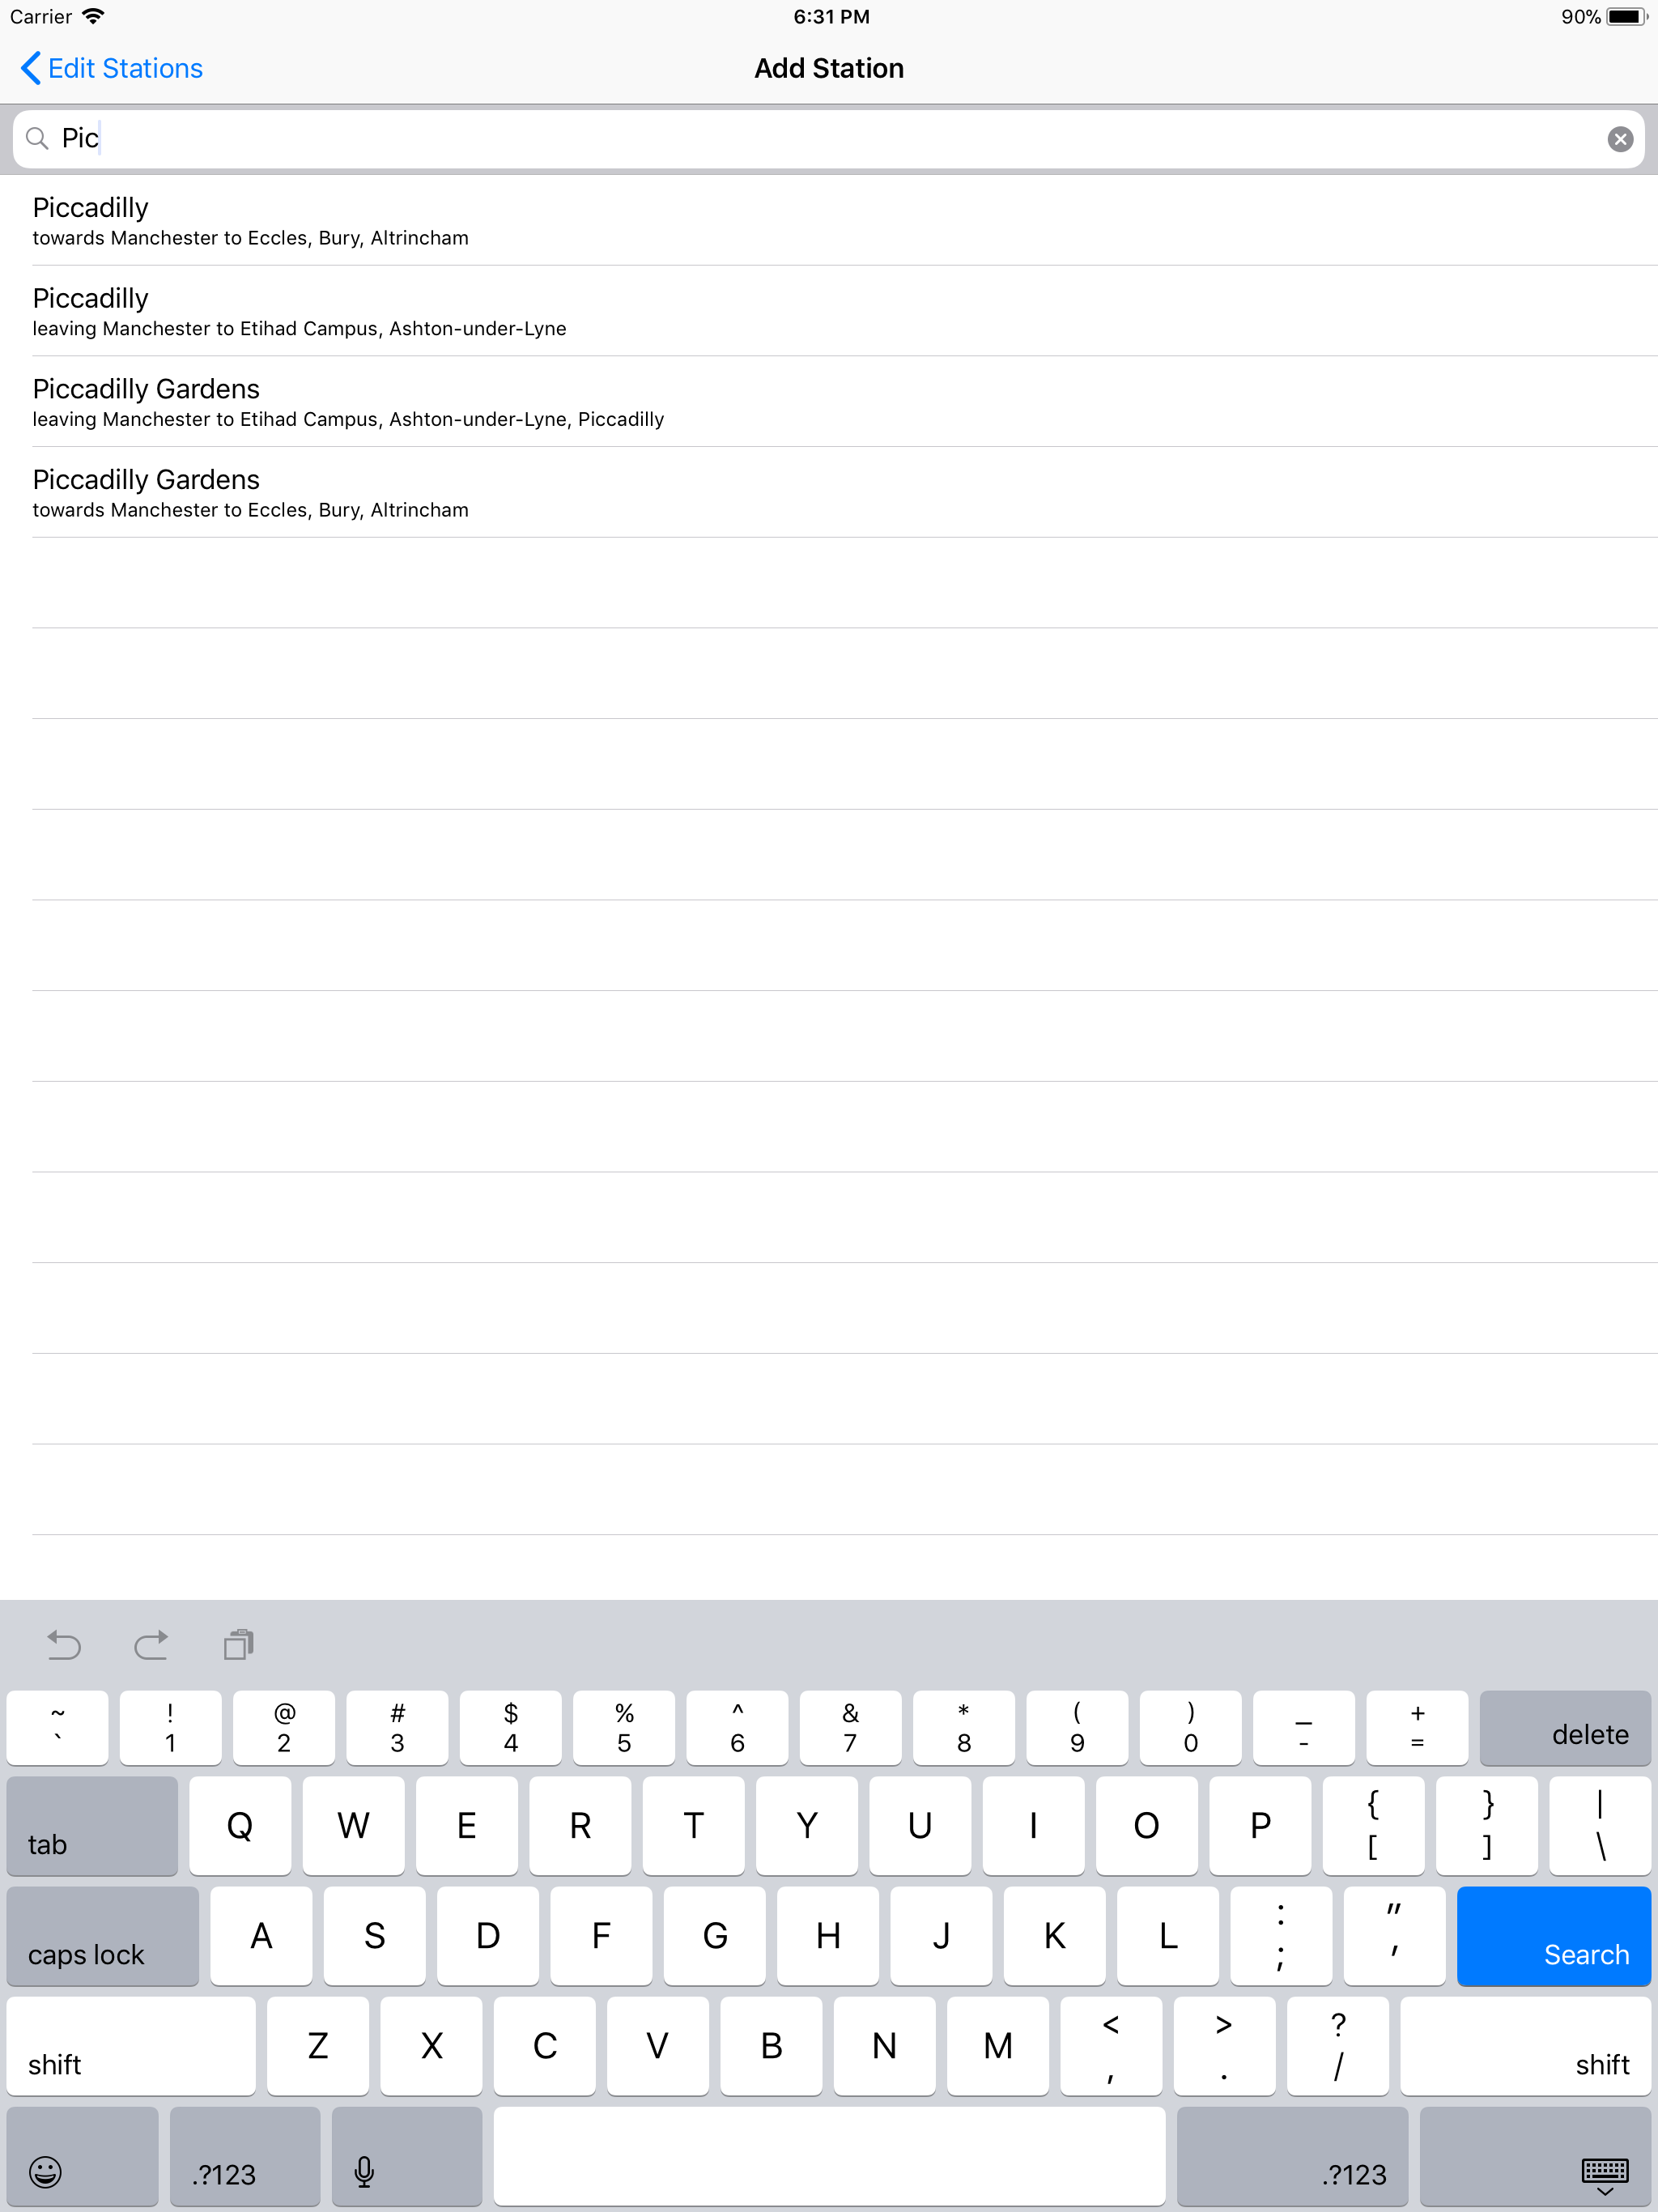 Carrier 6:31 PM 90%
Edit Stations Add Station
Pic
Piccadilly
towards Manchester to Eccles, Bury, Altrincham
Piccadilly
leaving Manchester to Etihad Campus, Ashton-under-Lyne
Piccadilly Gardens
leaving Manchester to Etihad Campus, Ashton-under-Lyne, Piccadilly
Piccadilly Gardens
towards Manchester to Eccles, Bury, Altrincham
~ ! @ # $ % ^ & * ( ) _ +
` 1 2 3 4 5 6 7 8 9 0 - = delete
tab Q W E R T Y U I O P { [ } ] | \
caps lock A S D F G H J K L : ; " ' Search
shift Z X C V B N M < , > . ? / shift
.?123 .?123